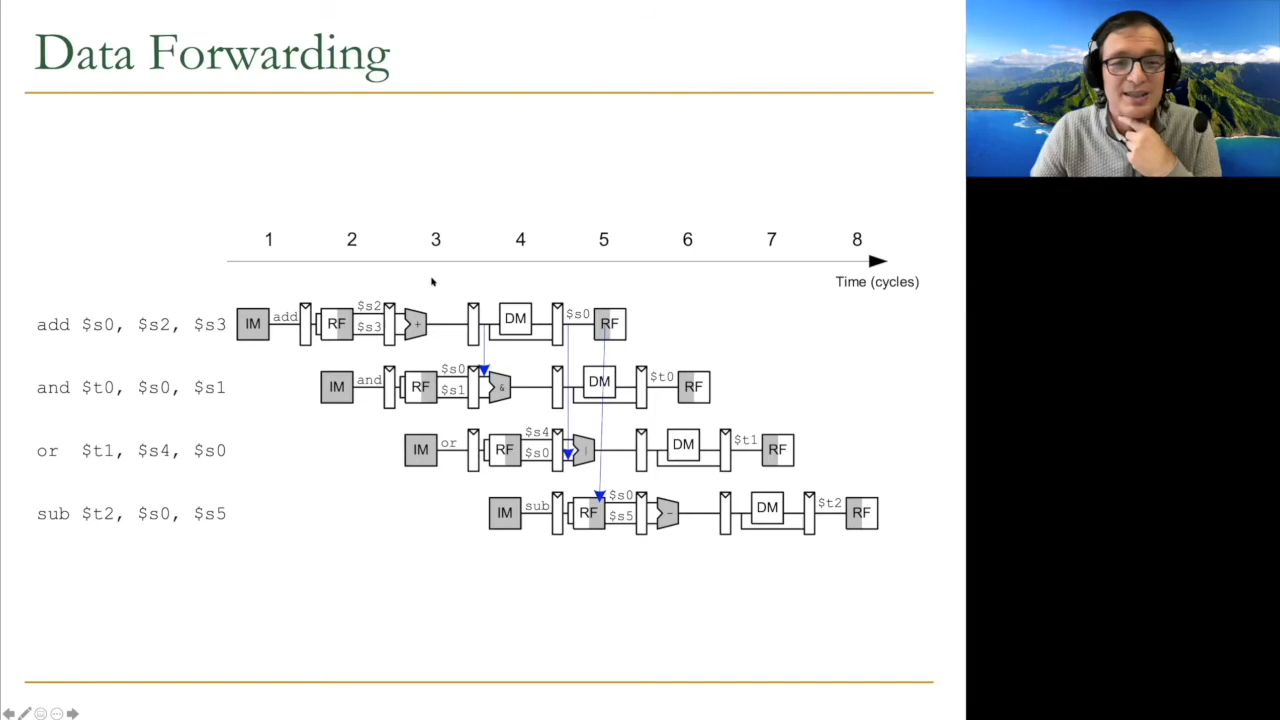 Data Forwarding
1 2 3 4 5 6 7 8
Time (cycles)
add $s0, $s2, $s3 IM add RF $s2 $s3 + DM $s0 RF
and $t0, $s0, $s1 IM and RF $s0 $s1 & DM $t0 RF
or $t1, $s4, $s0 IM or RF $s4 $s0 | DM $t1 RF
sub $t2, $s0, $s5 IM sub RF $s0 $s5 - DM $t2 RF